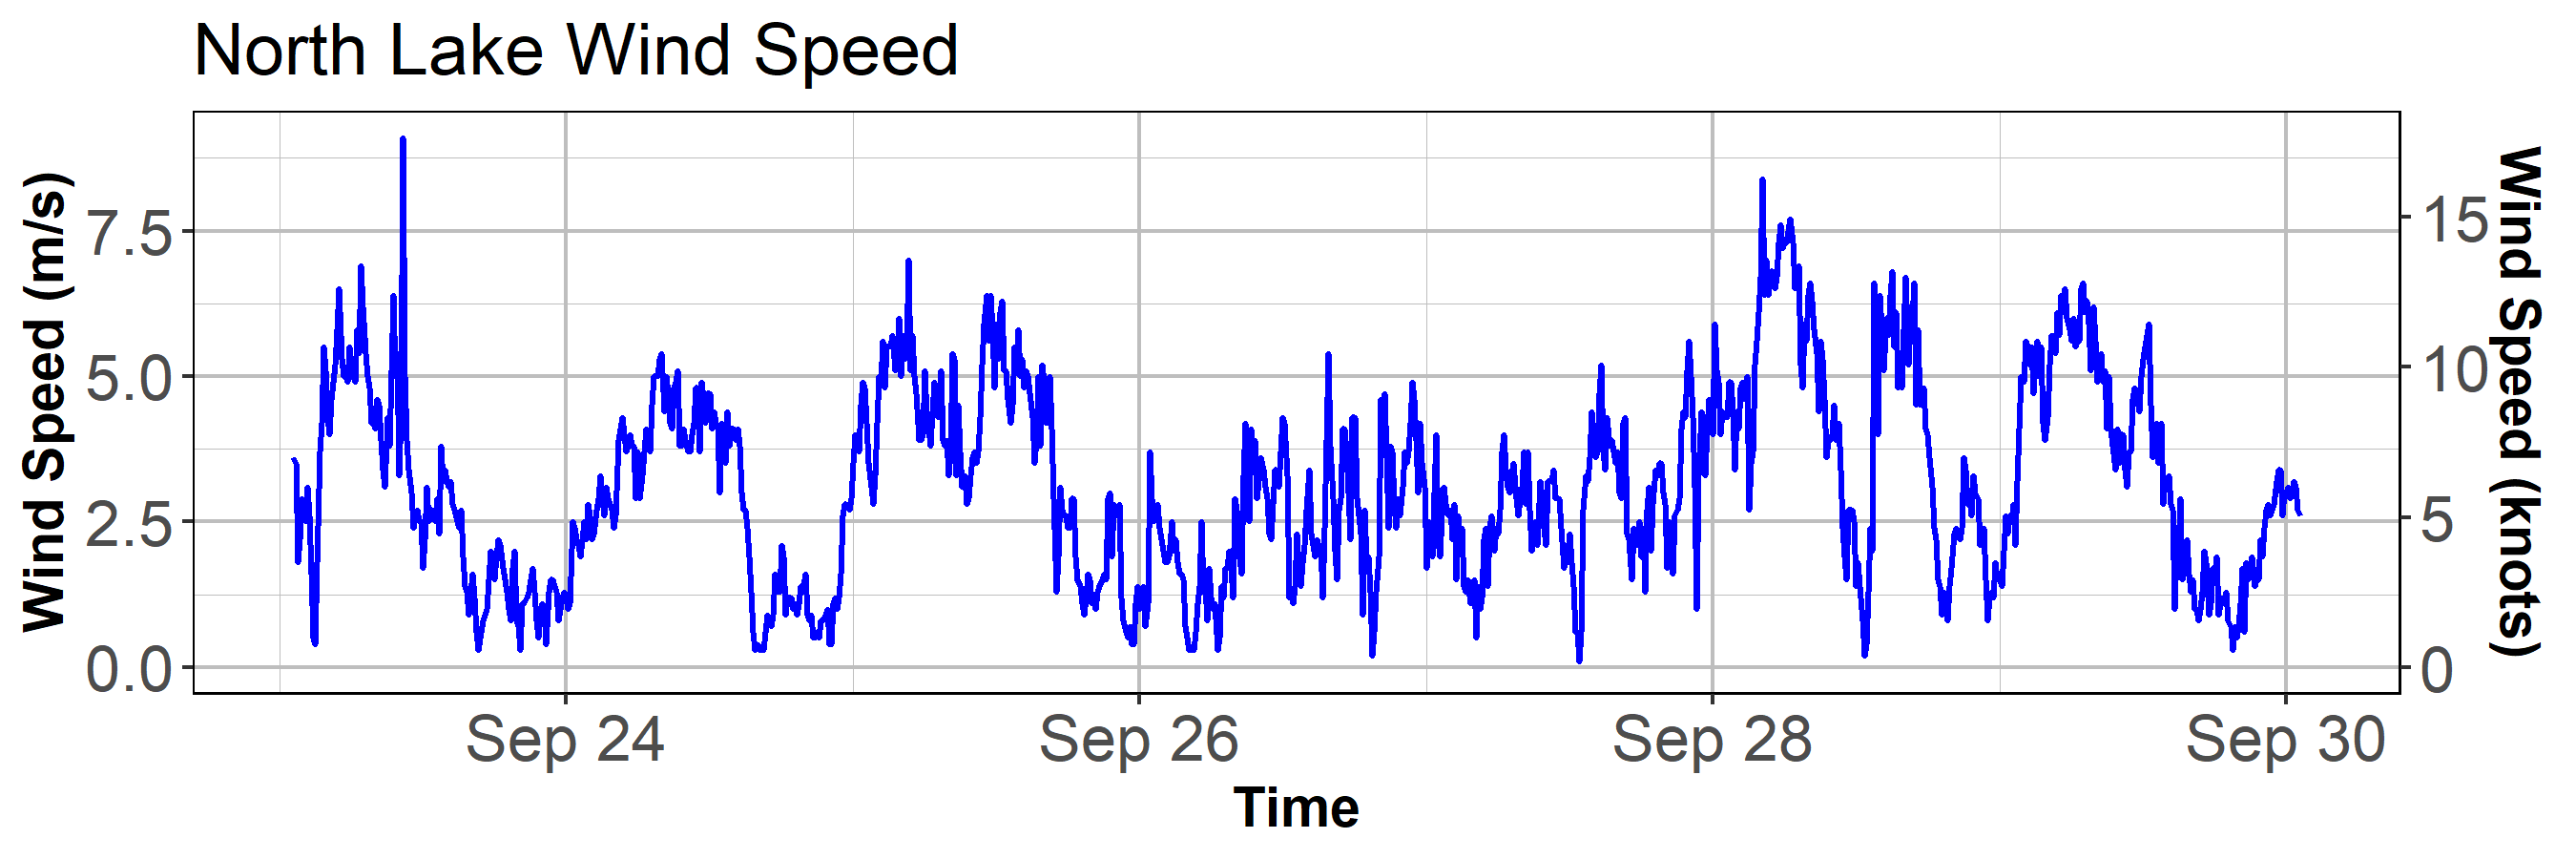 North Lake Wind Speed
Wind Speed (m/s)
7.5
5.0
2.5
0.0
Wind Speed (knots)
15
10
5
0
Sep 24
Sep 26
Sep 28
Sep 30
Time